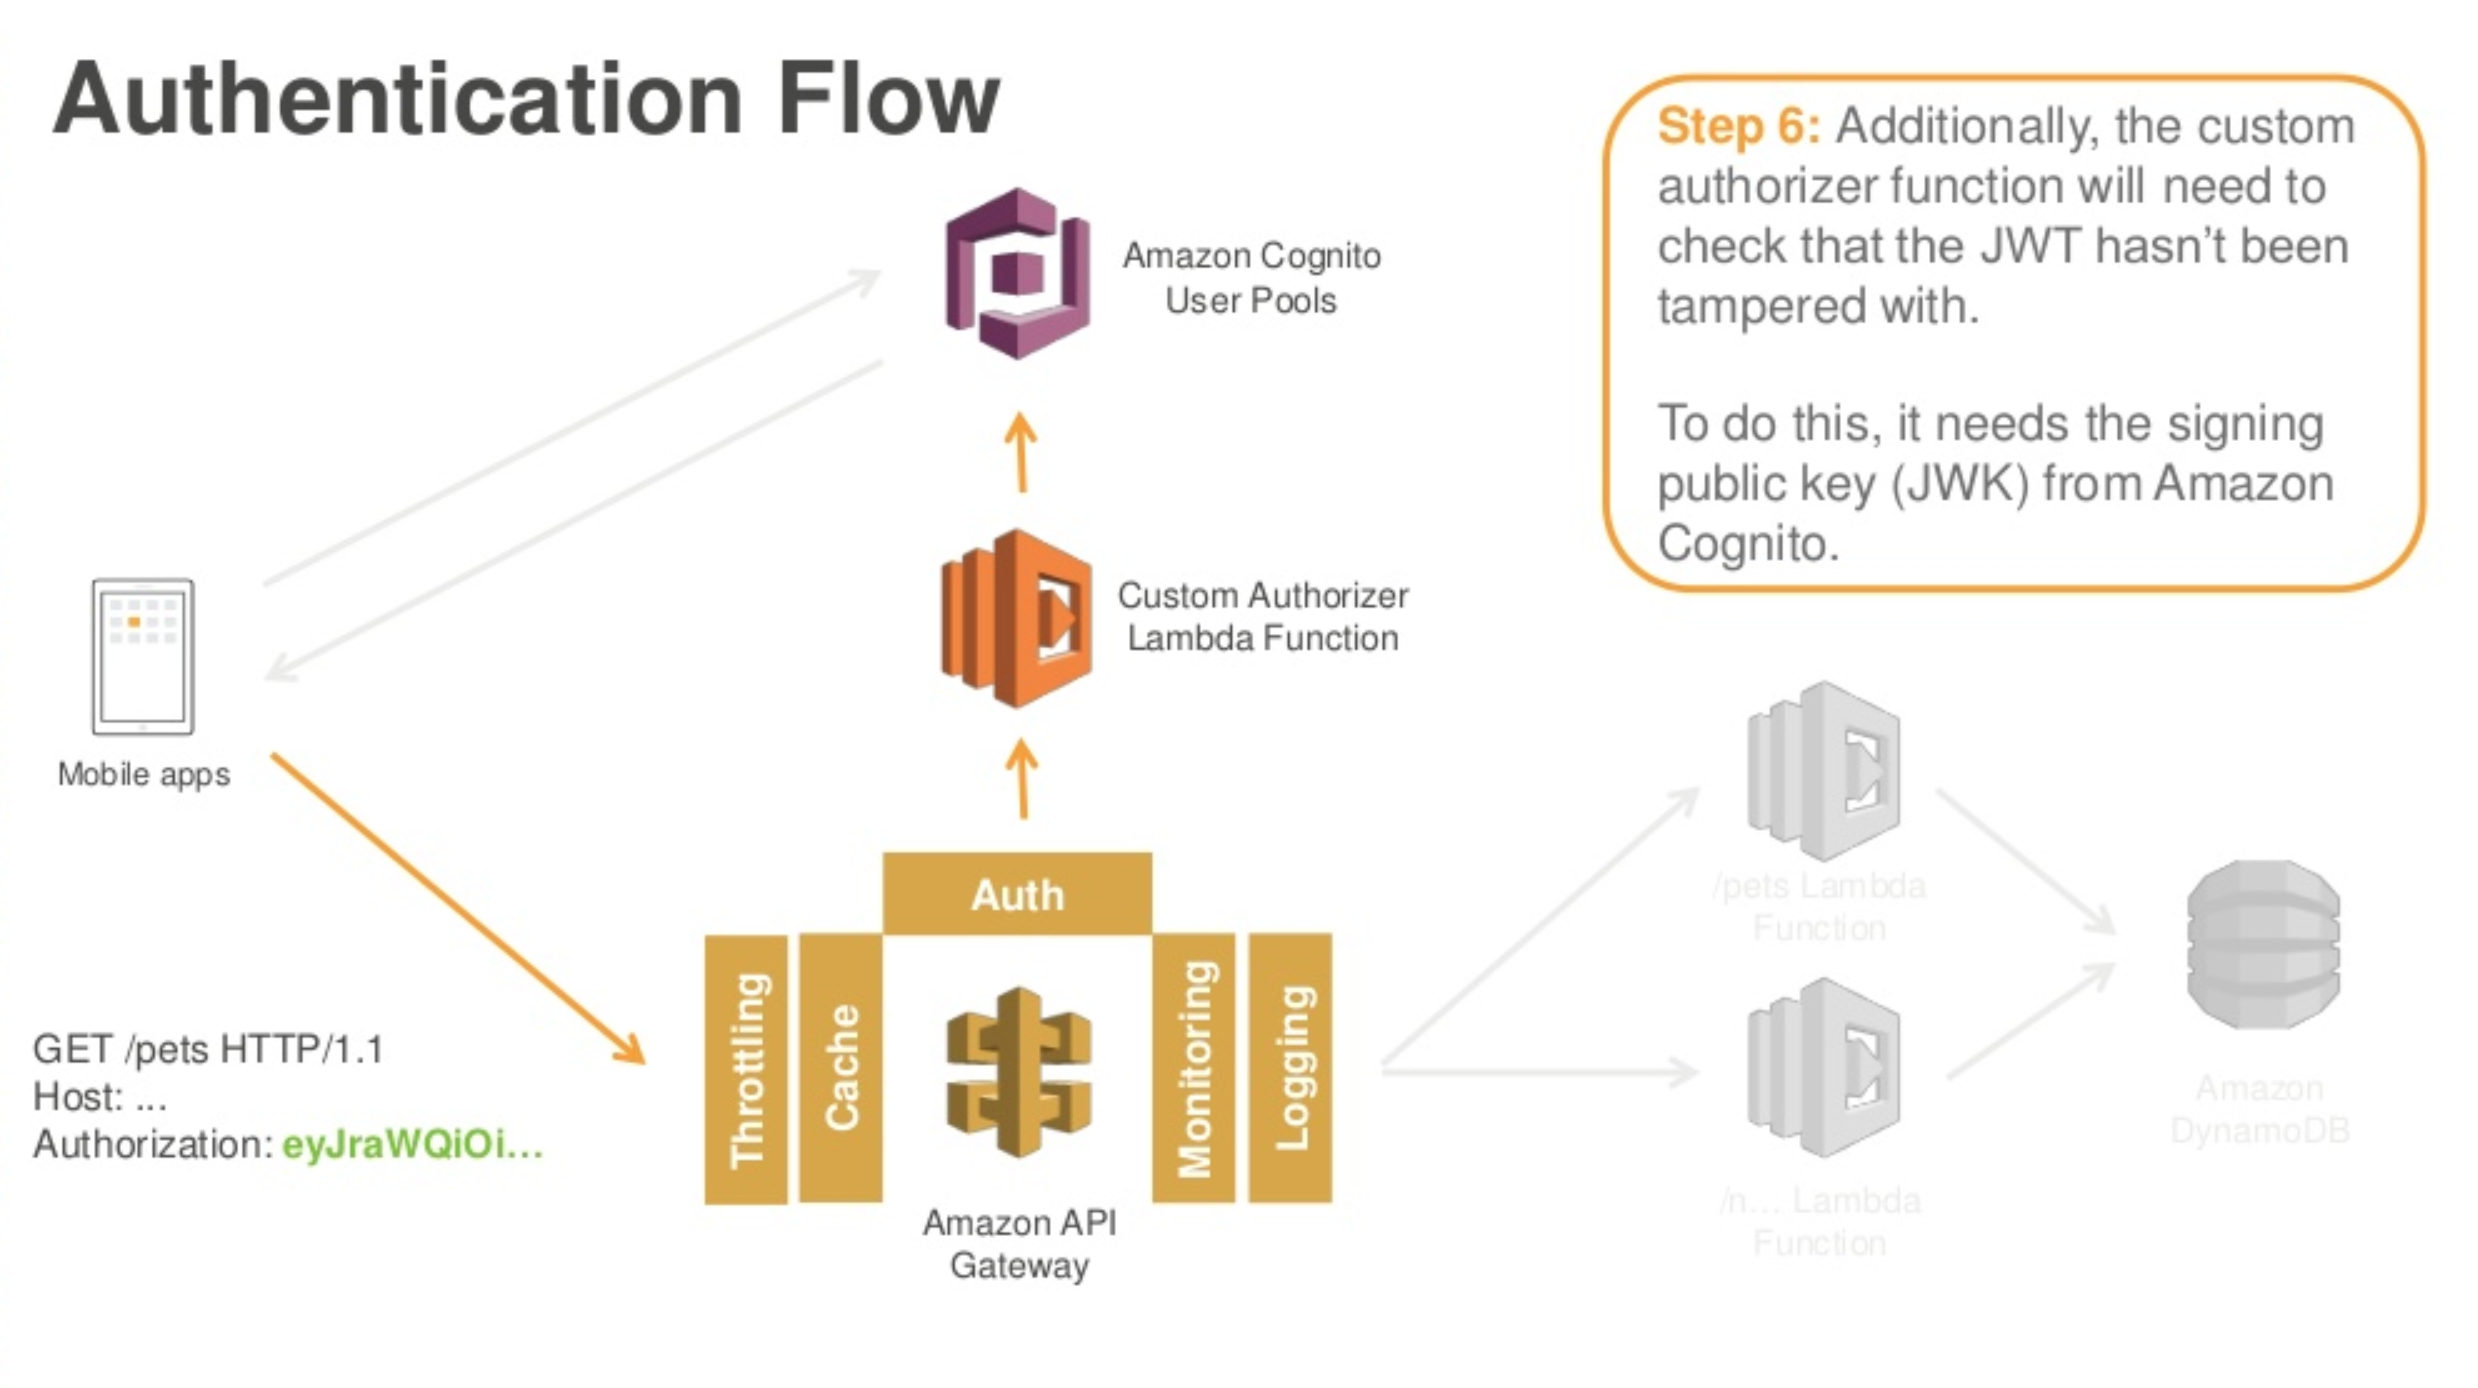 Authentication Flow
Step 6: Additionally, the custom
authorizer function will need to
check that the JWT hasn't been
tampered with.
To do this, it needs the signing
public key (JWK) from Amazon
Cognito.
Amazon Cognito
User Pools
Custom Authorizer
Lambda Function
Mobile apps
GET /pets HTTP/1.1
Host: ...
Authorization: eyJraWQiOi...
Auth
Throttling
Cache
Monitoring
Logging
Amazon API
Gateway
/pets Lambda
Function
/n... Lambda
Function
Amazon
DynamoDB